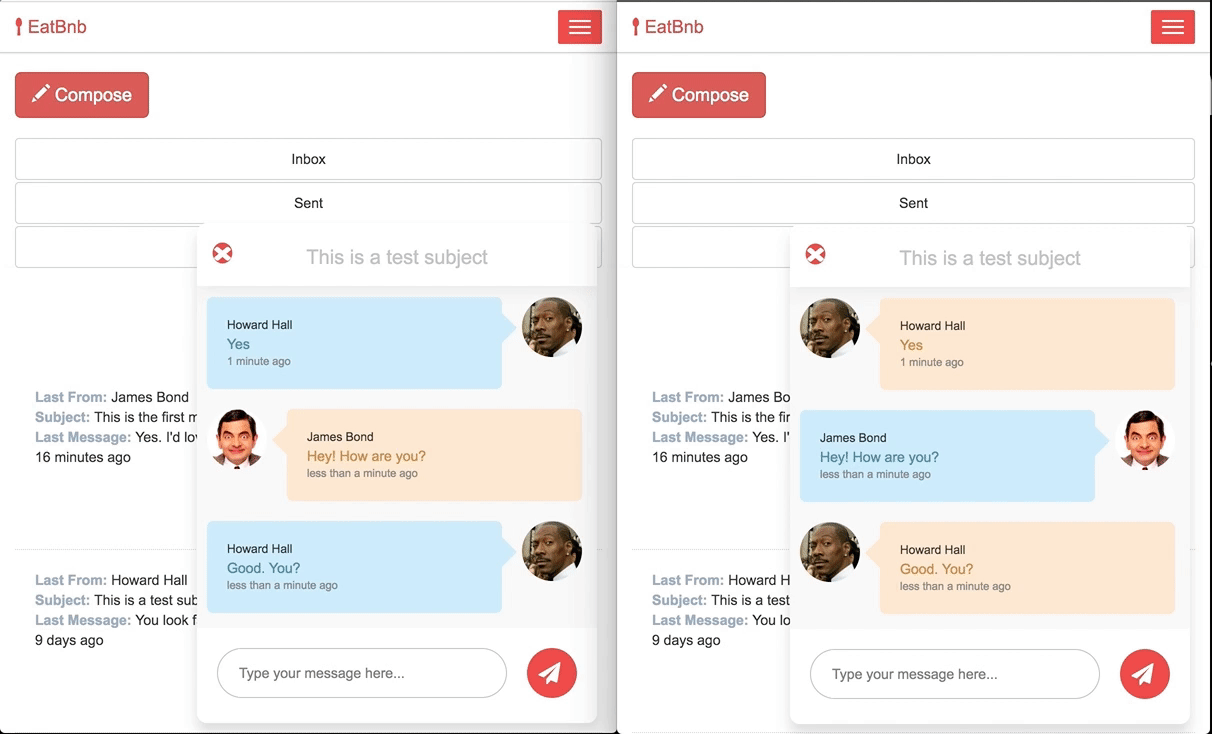 EatBnb
Compose
Inbox
Sent
This is a test subject
Howard Hall
Yes
1 minute ago
James Bond
Hey! How are you?
less than a minute ago
Howard Hall
Good. You?
less than a minute ago
Type your message here...
Last From: James Bond
Subject: This is the first m
Last Message: Yes. I'd lov
16 minutes ago
Last From: Howard Hall
Subject: This is a test sub
Last Message: You look f
9 days ago
EatBnb
Compose
Inbox
Sent
This is a test subject
Howard Hall
Yes
1 minute ago
James Bond
Hey! How are you?
less than a minute ago
Howard Hall
Good. You?
less than a minute ago
Type your message here...
Last From: James Bo
Subject: This is the fir
Last Message: Yes. I'
16 minutes ago
Last From: Howard H
Subject: This is a test
Last Message: You lo
9 days ago